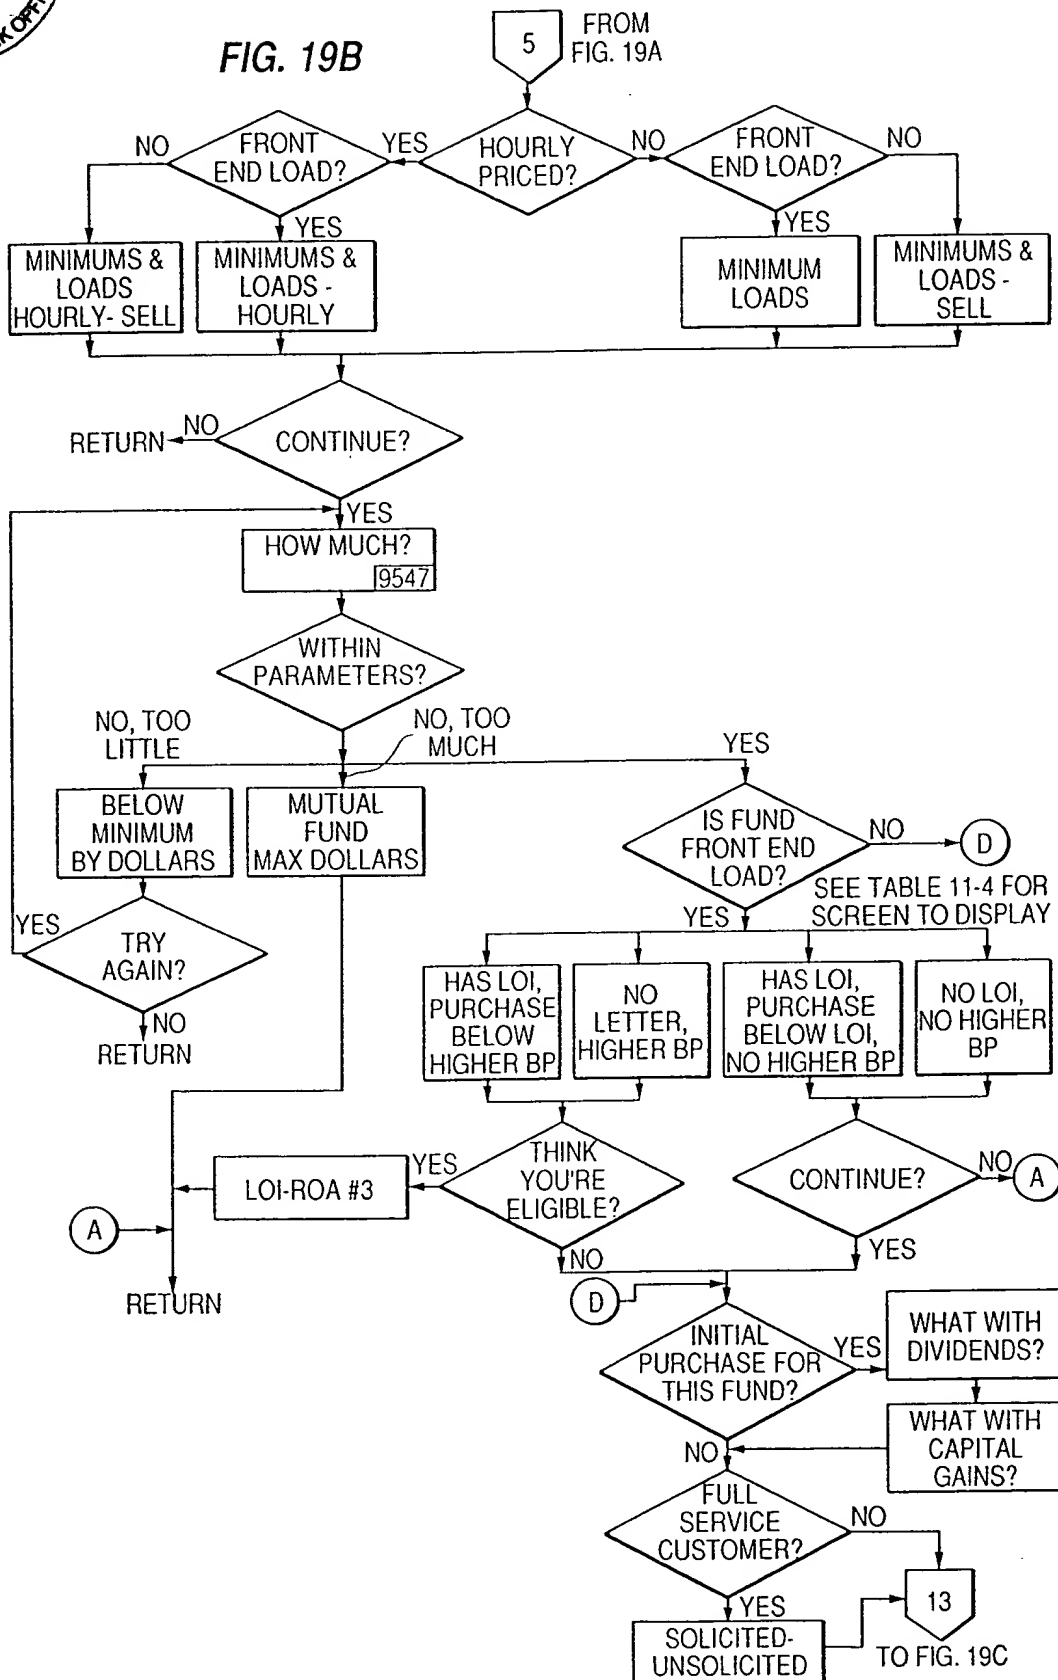 FIG. 19B
5
FROM
FIG. 19A
NO
FRONT
END LOAD?
YES
HOURLY
PRICED?
NO
FRONT
END LOAD?
NO
YES
YES
MINIMUMS &
LOADS
HOURLY- SELL
MINIMUMS &
LOADS -
HOURLY
MINIMUM
LOADS
MINIMUMS &
LOADS -
SELL
RETURN
NO
CONTINUE?
YES
HOW MUCH?
9547
WITHIN
PARAMETERS?
NO, TOO
LITTLE
NO, TOO
MUCH
YES
BELOW
MINIMUM
BY DOLLARS
MUTUAL
FUND
MAX DOLLARS
IS FUND
FRONT END
LOAD?
NO
D
SEE TABLE 11-4 FOR
SCREEN TO DISPLAY
YES
YES
TRY
AGAIN?
NO
RETURN
HAS LOI,
PURCHASE
BELOW
HIGHER BP
NO
LETTER,
HIGHER BP
HAS LOI,
PURCHASE
BELOW LOI,
NO HIGHER BP
NO LOI,
NO HIGHER
BP
LOI-ROA #3
YES
THINK
YOU'RE
ELIGIBLE?
CONTINUE?
NO
A
A
NO
YES
RETURN
D
INITIAL
PURCHASE FOR
THIS FUND?
YES
WHAT WITH
DIVIDENDS?
NO
WHAT WITH
CAPITAL
GAINS?
FULL
SERVICE
CUSTOMER?
NO
YES
13
SOLICITED-
UNSOLICITED
TO FIG. 19C